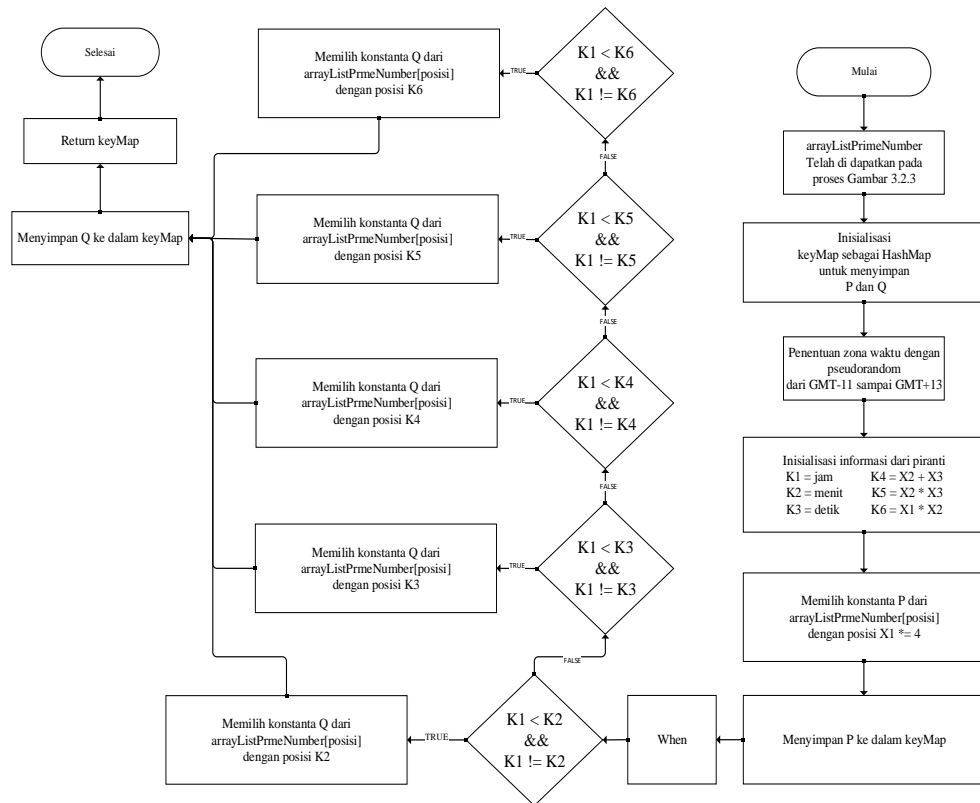 Mulai
arrayListPrimeNumber
Telah di dapatkan pada
proses Gambar 3.2.3
Inisialisasi
keyMap sebagai HashMap
untuk menyimpan
P dan Q
Penentuan zona waktu dengan
pseudorandom
dari GMT-11 sampai GMT+13
Inisialisasi informasi dari piranti
K1 = jam K4 = X2 + X3
K2 = menit K5 = X2 * X3
K3 = detik K6 = X1 * X2
Memilih konstanta P dari
arrayListPrmeNumber[posisi]
dengan posisi X1 *= 4
Menyimpan P ke dalam keyMap
When
K1 < K2
&&
K1 != K2
TRUE
Memilih konstanta Q dari
arrayListPrmeNumber[posisi]
dengan posisi K2
FALSE
K1 < K3
&&
K1 != K3
TRUE
Memilih konstanta Q dari
arrayListPrmeNumber[posisi]
dengan posisi K3
FALSE
K1 < K4
&&
K1 != K4
TRUE
Memilih konstanta Q dari
arrayListPrmeNumber[posisi]
dengan posisi K4
FALSE
K1 < K5
&&
K1 != K5
TRUE
Memilih konstanta Q dari
arrayListPrmeNumber[posisi]
dengan posisi K5
FALSE
K1 < K6
&&
K1 != K6
TRUE
Memilih konstanta Q dari
arrayListPrmeNumber[posisi]
dengan posisi K6
Menyimpan Q ke dalam keyMap
Return keyMap
Selesai